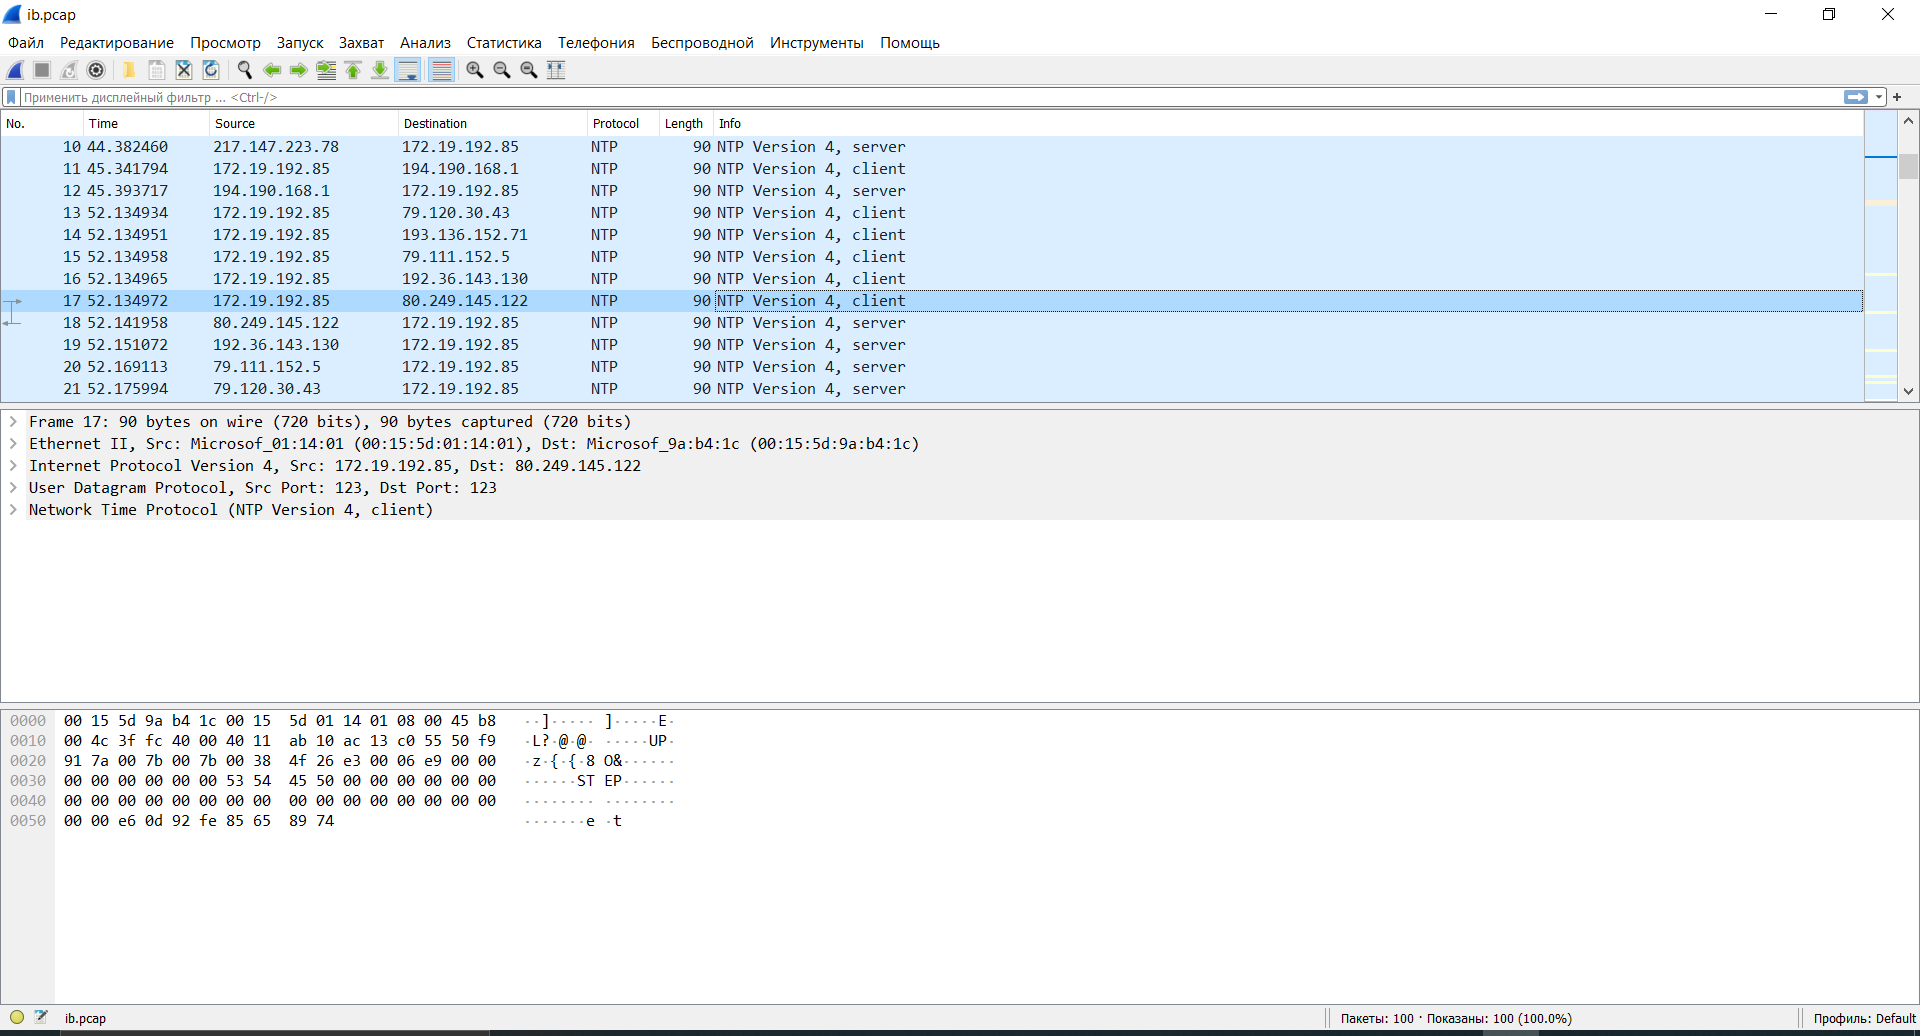 ib.pcap
Файл Редактирование Просмотр Запуск Захват Анализ Статистика Телефония Беспроводной Инструменты Помощь
Применить дисплейный фильтр ... <Ctrl-/>
No. Time Source Destination Protocol Length Info
10 44.382460 217.147.223.78 172.19.192.85 NTP 90 NTP Version 4, server
11 45.341794 172.19.192.85 194.190.168.1 NTP 90 NTP Version 4, client
12 45.393717 194.190.168.1 172.19.192.85 NTP 90 NTP Version 4, server
13 52.134934 172.19.192.85 79.120.30.43 NTP 90 NTP Version 4, client
14 52.134951 172.19.192.85 193.136.152.71 NTP 90 NTP Version 4, client
15 52.134958 172.19.192.85 79.111.152.5 NTP 90 NTP Version 4, client
16 52.134965 172.19.192.85 192.36.143.130 NTP 90 NTP Version 4, client
17 52.134972 172.19.192.85 80.249.145.122 NTP 90 NTP Version 4, client
18 52.141958 80.249.145.122 172.19.192.85 NTP 90 NTP Version 4, server
19 52.151072 192.36.143.130 172.19.192.85 NTP 90 NTP Version 4, server
20 52.169113 79.111.152.5 172.19.192.85 NTP 90 NTP Version 4, server
21 52.175994 79.120.30.43 172.19.192.85 NTP 90 NTP Version 4, server
Frame 17: 90 bytes on wire (720 bits), 90 bytes captured (720 bits)
Ethernet II, Src: Microsof_01:14:01 (00:15:5d:01:14:01), Dst: Microsof_9a:b4:1c (00:15:5d:9a:b4:1c)
Internet Protocol Version 4, Src: 172.19.192.85, Dst: 80.249.145.122
User Datagram Protocol, Src Port: 123, Dst Port: 123
Network Time Protocol (NTP Version 4, client)
0000 00 15 5d 9a b4 1c 00 15 5d 01 14 01 08 00 45 b8 ··]····· ]·····E·
0010 00 4c 3f fc 40 00 40 11 ab 10 ac 13 c0 55 50 f9 ·L?·@·@· ·····UP·
0020 91 7a 00 7b 00 7b 00 38 4f 26 e3 00 06 e9 00 00 ·z·{·{·8 O&······
0030 00 00 00 00 00 00 53 54 45 50 00 00 00 00 00 00 ······ST EP······
0040 00 00 00 00 00 00 00 00 00 00 00 00 00 00 00 00 ········ ········
0050 00 00 e6 0d 92 fe 85 65 89 74 ·······e ·t
ib.pcap Пакеты: 100 · Показаны: 100 (100.0%) Профиль: Default